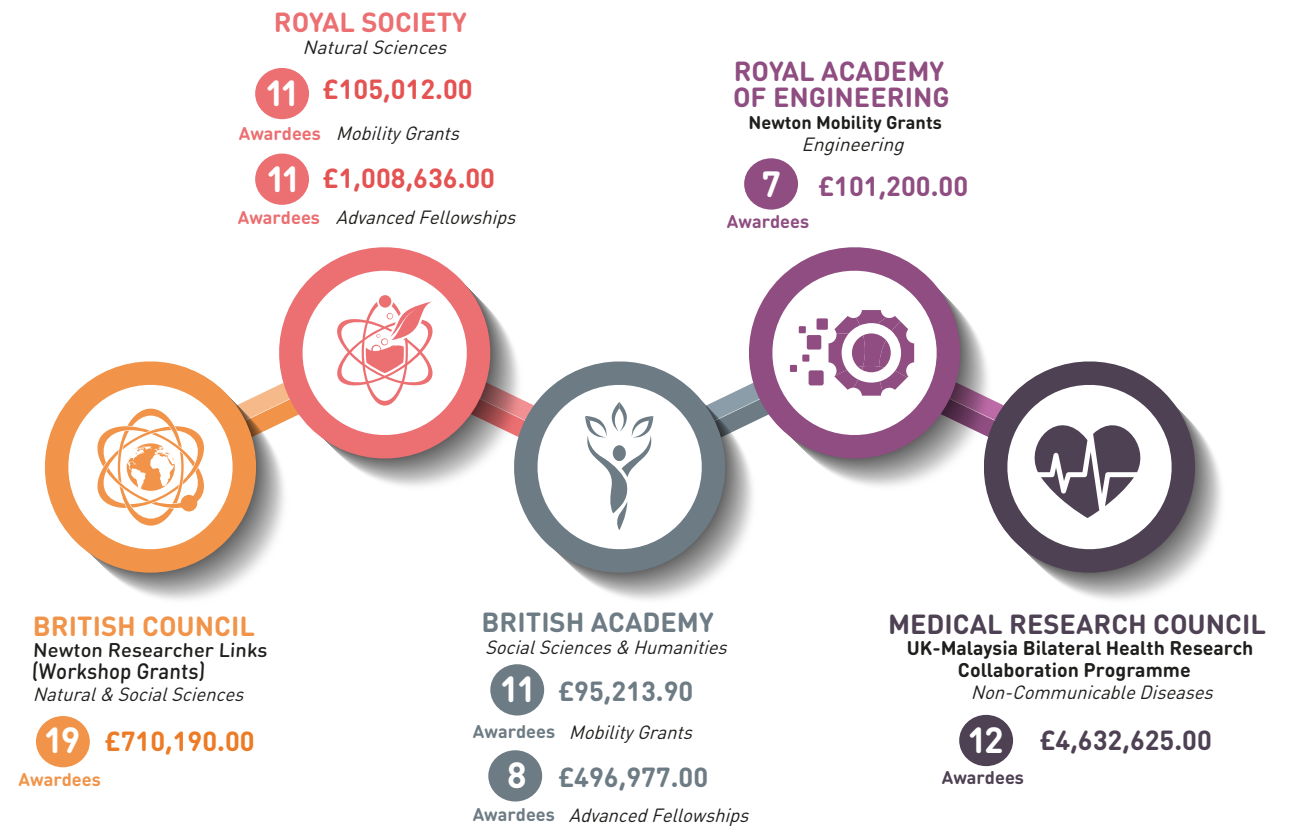 ROYAL SOCIETY
Natural Sciences
11 £105,012.00
Awardees Mobility Grants
11 £1,008,636.00
Awardees Advanced Fellowships
ROYAL ACADEMY
OF ENGINEERING
Newton Mobility Grants
Engineering
7 £101,200.00
Awardees
BRITISH COUNCIL
Newton Researcher Links
(Workshop Grants)
Natural & Social Sciences
19 £710,190.00
Awardees
BRITISH ACADEMY
Social Sciences & Humanities
11 £95,213.90
Awardees Mobility Grants
8 £496,977.00
Awardees Advanced Fellowships
MEDICAL RESEARCH COUNCIL
UK-Malaysia Bilateral Health Research
Collaboration Programme
Non-Communicable Diseases
12 £4,632,625.00
Awardees